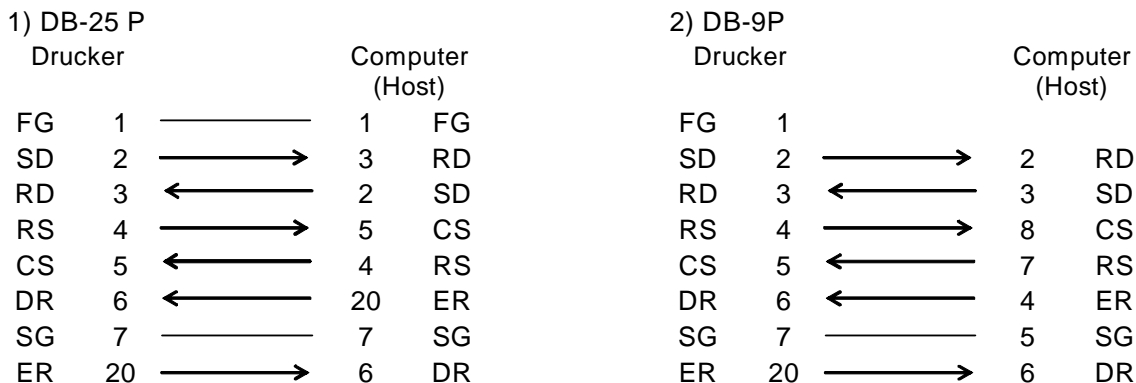 1) DB-25 P
Drucker Computer
(Host)
FG 1 1 FG
SD 2 3 RD
RD 3 2 SD
RS 4 5 CS
CS 5 4 RS
DR 6 20 ER
SG 7 7 SG
ER 20 6 DR
2) DB-9P
Drucker Computer
(Host)
FG 1
SD 2 2 RD
RD 3 3 SD
RS 4 8 CS
CS 5 7 RS
DR 6 4 ER
SG 7 5 SG
ER 20 6 DR